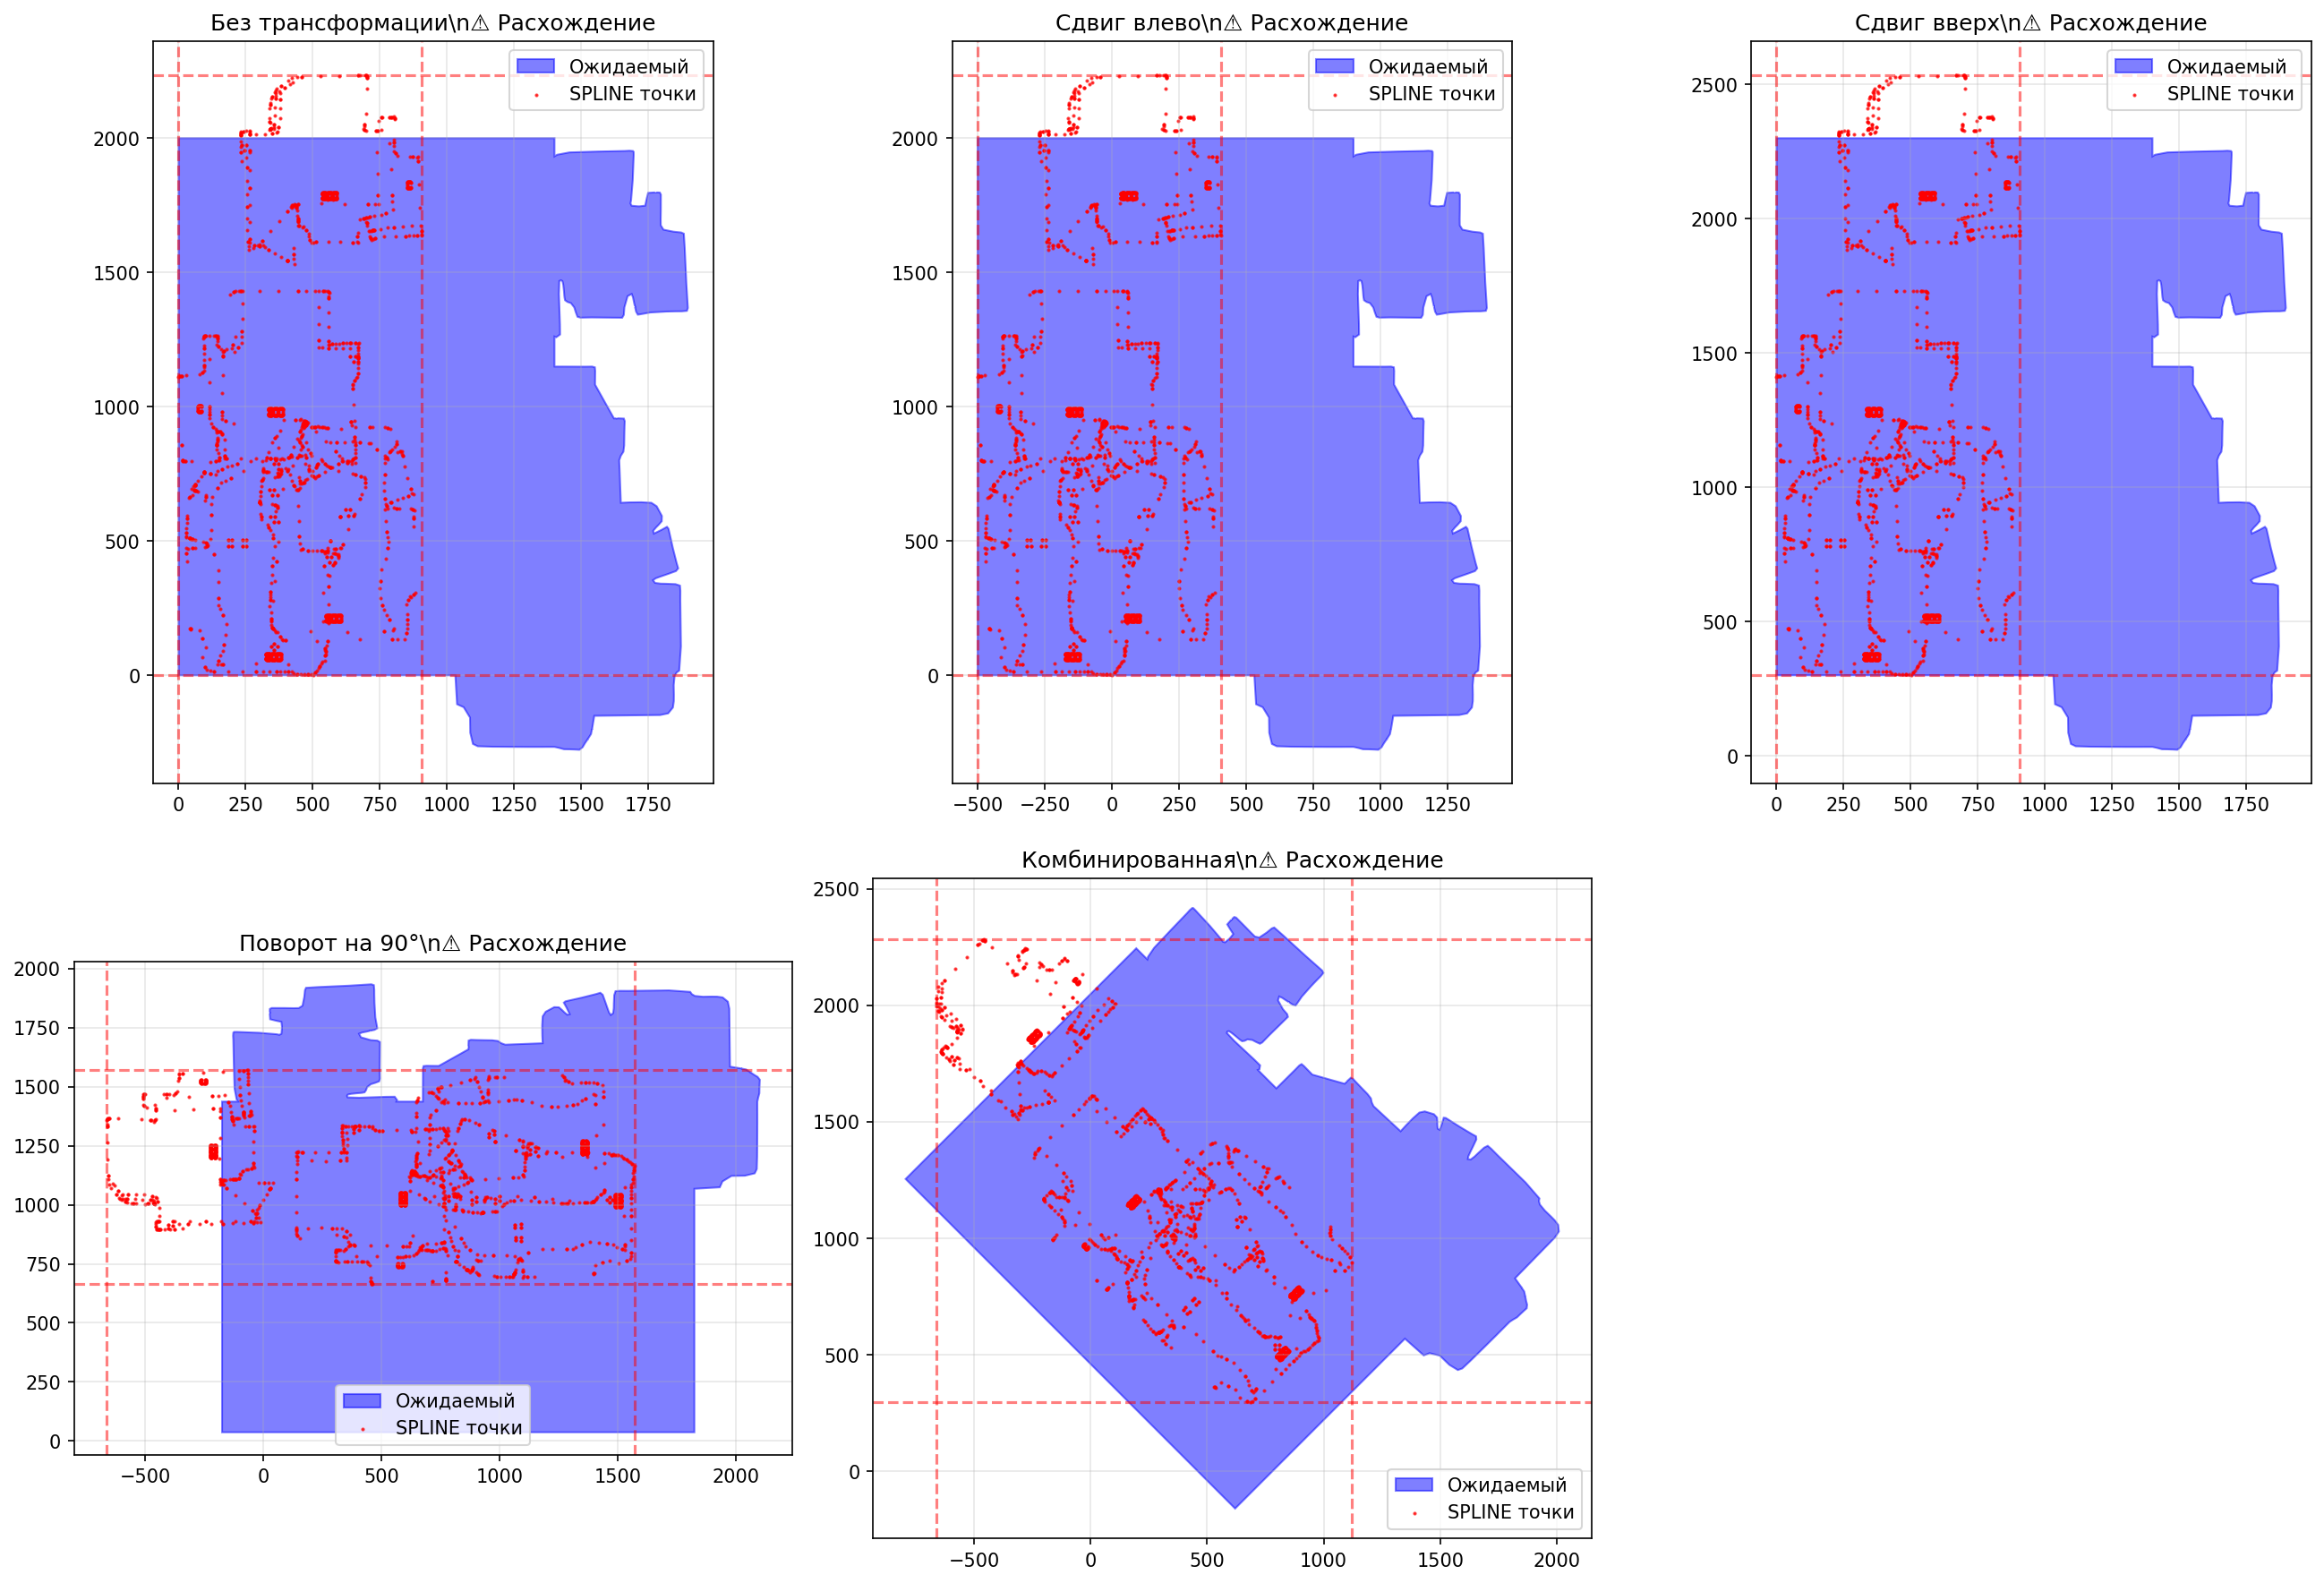 Без трансформации\n⚠ Расхождение
Ожидаемый
SPLINE точки
2000
1500
1000
500
0
0 250 500 750 1000 1250 1500 1750
Сдвиг влево\n⚠ Расхождение
Ожидаемый
SPLINE точки
2000
1500
1000
500
0
−500 −250 0 250 500 750 1000 1250
Сдвиг вверх\n⚠ Расхождение
Ожидаемый
SPLINE точки
2500
2000
1500
1000
500
0
0 250 500 750 1000 1250 1500 1750
Поворот на 90°\n⚠ Расхождение
2000
1750
1500
1250
1000
750
500
250
0
Ожидаемый
SPLINE точки
−500 0 500 1000 1500 2000
Комбинированная\n⚠ Расхождение
2500
2000
1500
1000
500
0
Ожидаемый
SPLINE точки
−500 0 500 1000 1500 2000